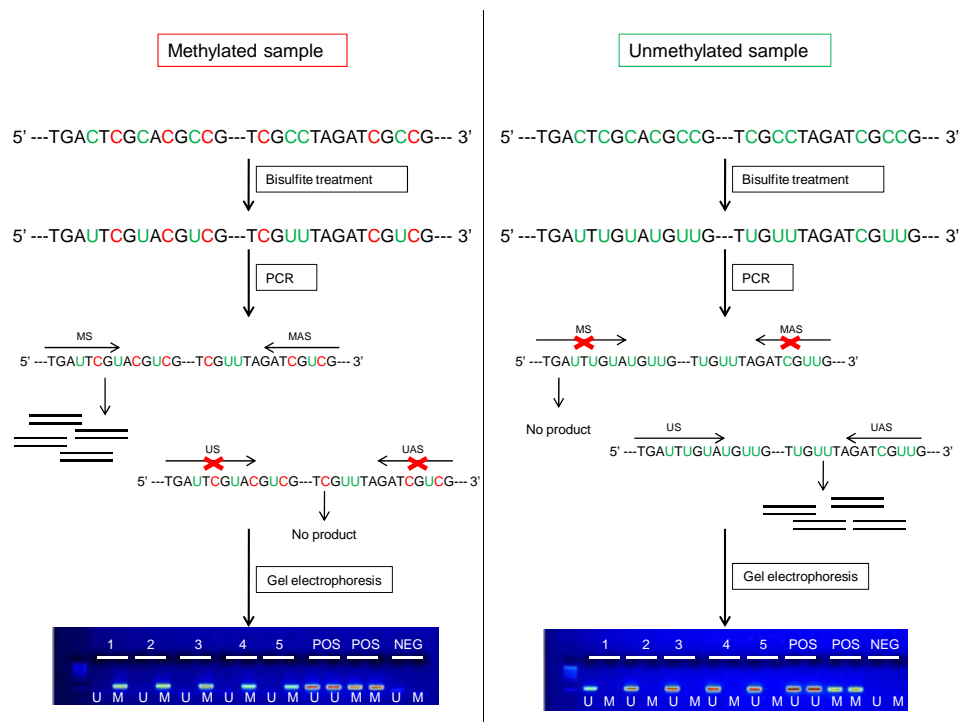 Methylated sample
5' ---TGACTCGCACGCCG---TCGCCTAGATCGCCG--- 3'
Bisulfite treatment
5' ---TGAUTCGUACGUCG---TCGUUTAGATCGUCG--- 3'
PCR
MS MAS
5' ---TGAUTCGUACGUCG---TCGUUTAGATCGUCG---3'
US UAS
5' ---TGAUTCGUACGUCG---TCGUUTAGATCGUCG--- 3'
No product
Gel electrophoresis
1 2 3 4 5 POS POS NEG
U M U M U M U M U M U U M M U M
Unmethylated sample
5' ---TGACTCGCACGCCG---TCGCCTAGATCGCCG--- 3'
Bisulfite treatment
5' ---TGAUTUGUAUGUUG---TUGUUTAGATCGUUG--- 3'
PCR
MS MAS
5' ---TGAUTUGUAUGUUG---TUGUUTAGATCGUUG--- 3'
No product
US UAS
5' ---TGAUTUGUAUGUUG---TUGUUTAGATCGUUG--- 3'
Gel electrophoresis
1 2 3 4 5 POS POS NEG
U M U M U M U M U M U U M M U M